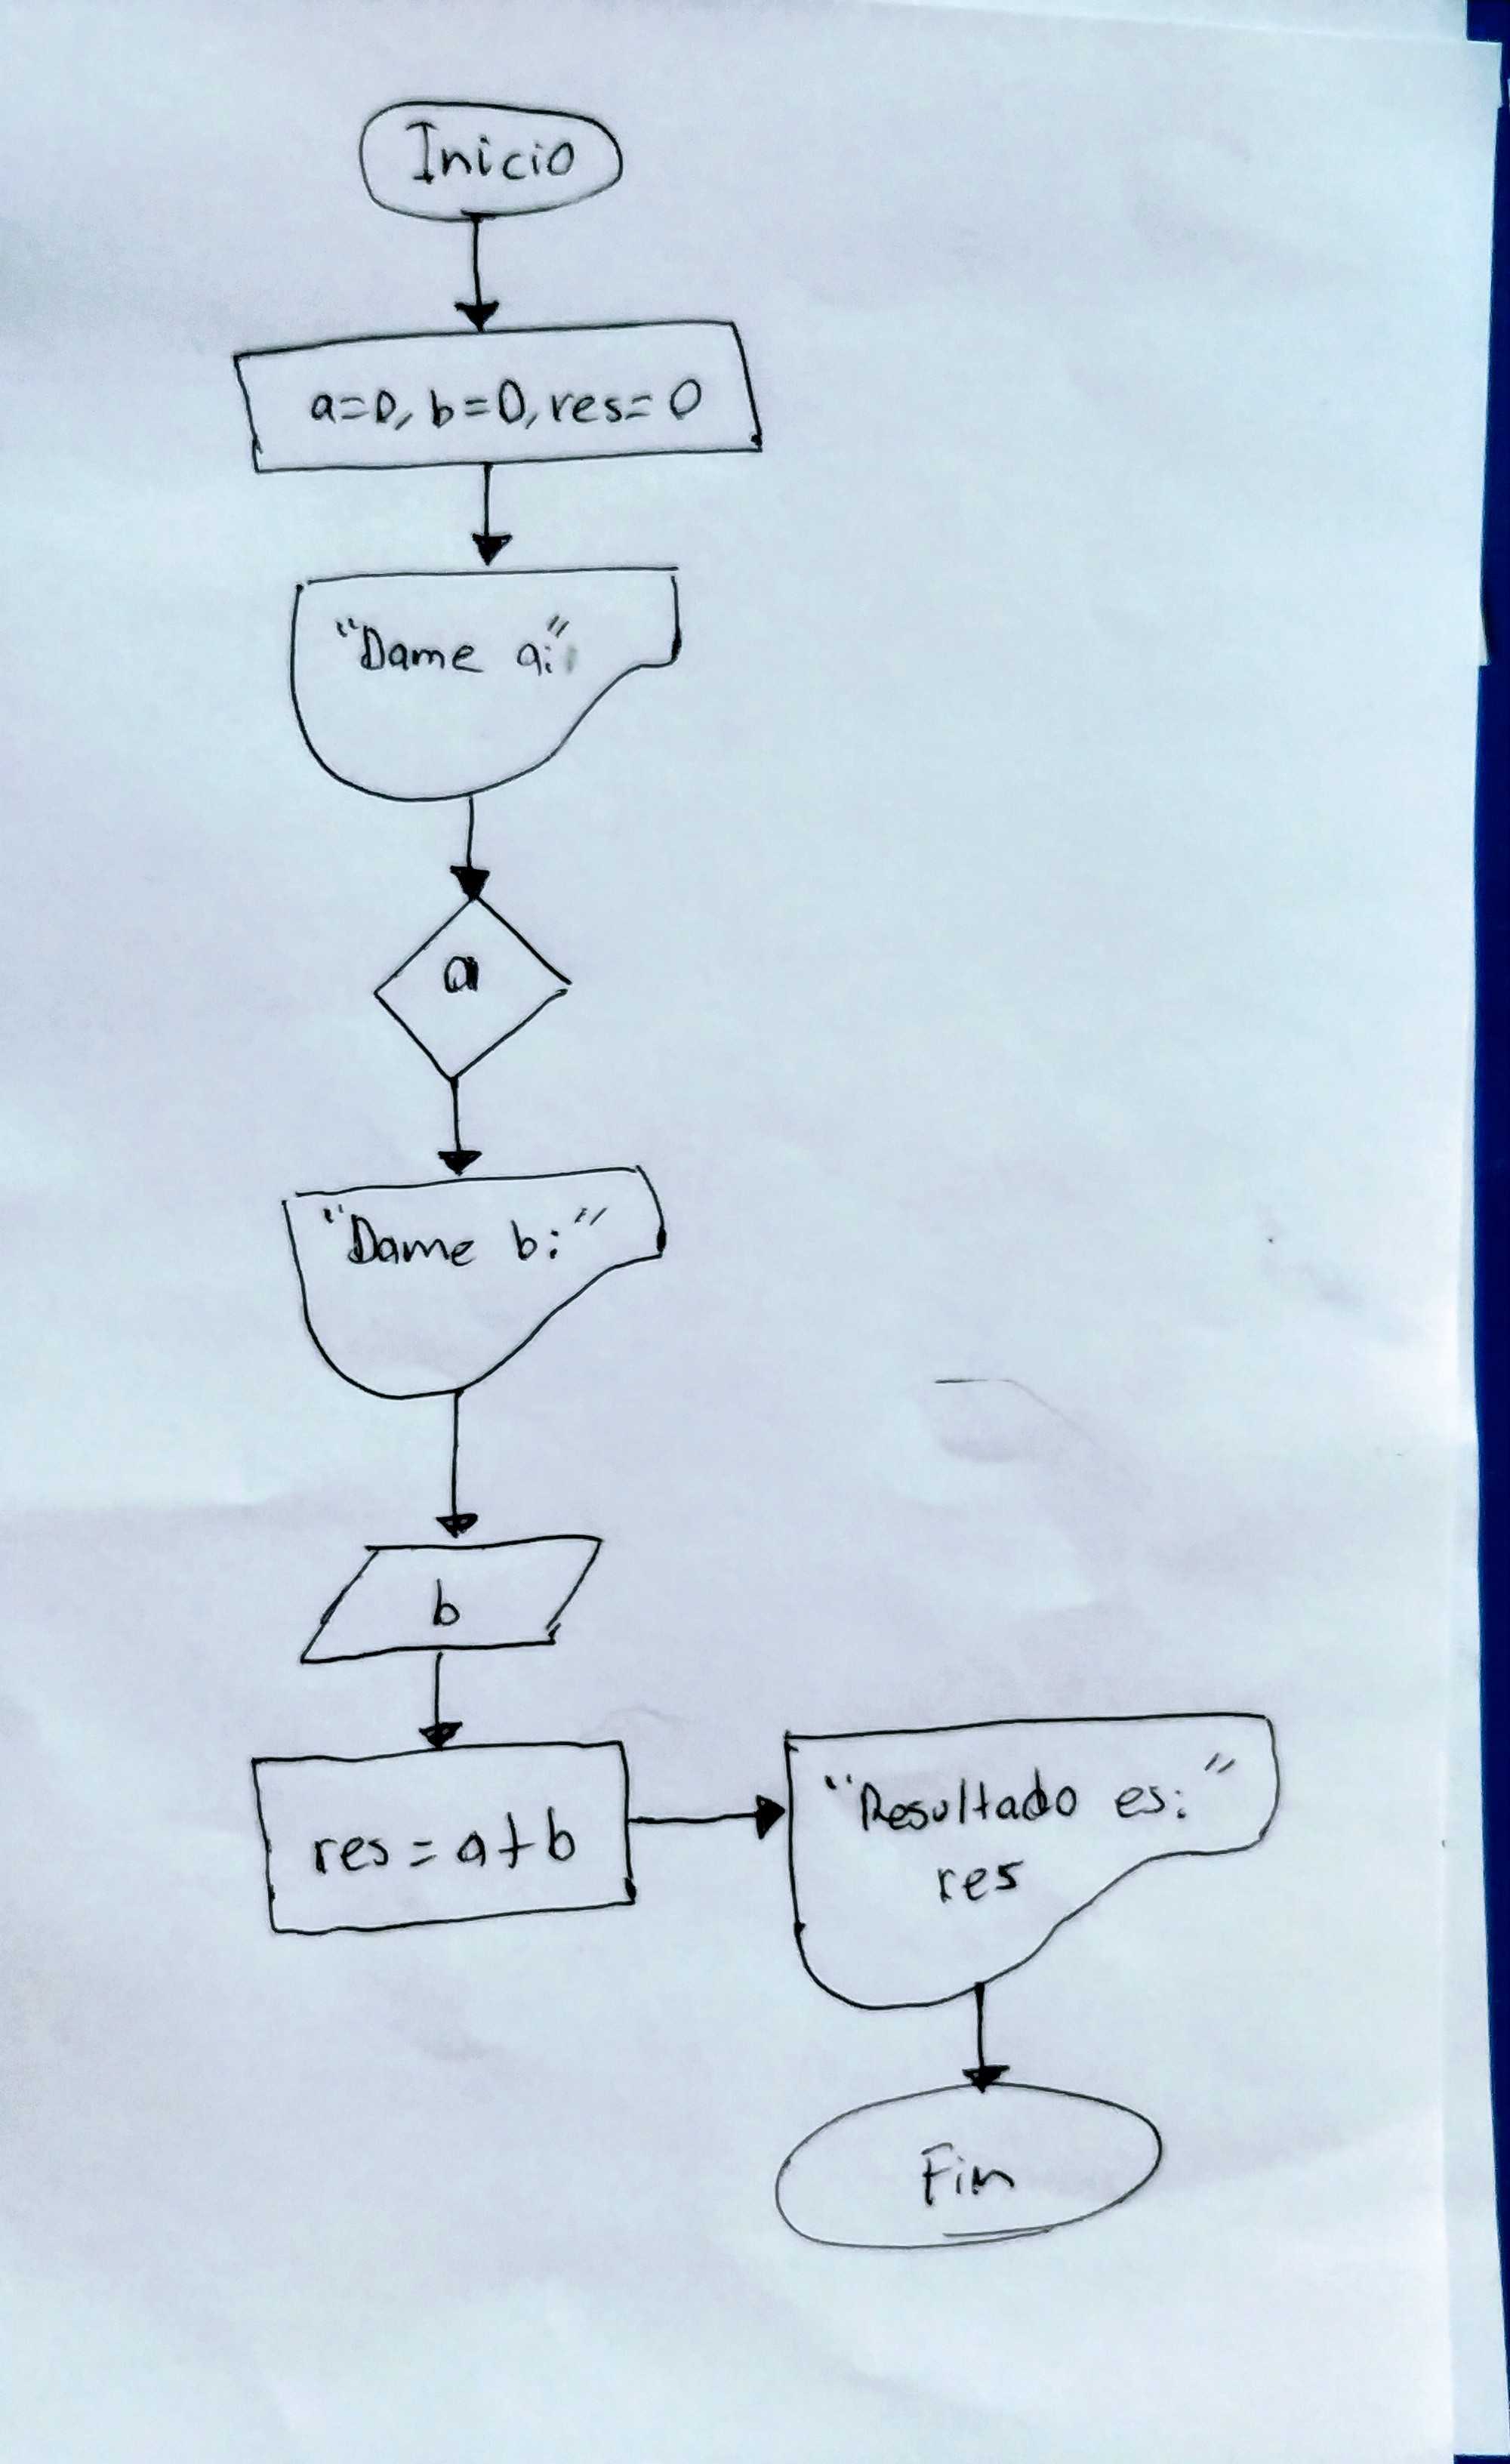 Inicio
a=0, b=0, res=0
"Dame a:"
a
"Dame b:"
b
res = a+b
"Resultado es:"
res
Fin